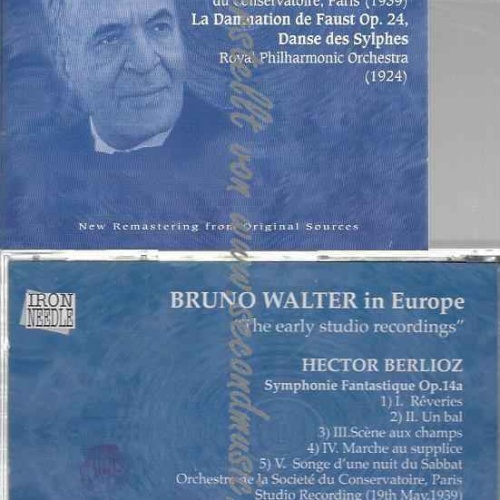 du Conservatoire, Paris (1939)
La Damnation de Faust Op. 24,
Danse des Sylphes
Royal Philharmonic Orchestra
(1924)
New Remastering from Original Sources
IRON
NEEDLE
BRUNO WALTER in Europe
"The early studio recordings"
HECTOR BERLIOZ
Symphonie Fantastique Op.14a
1) I. Rêveries
2) II. Un bal
3) III.Scène aux champs
4) IV. Marche au supplice
5) V. Songe d'une nuit du Sabbat
Orchestre de la Societé du Conservatoire, Paris
Studio Recording (19th May.1939)